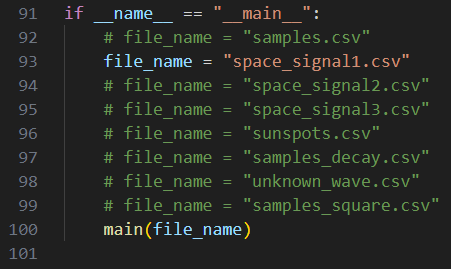 91 if __name__ == "__main__":
92 # file_name = "samples.csv"
93 file_name = "space_signal1.csv"
94 # file_name = "space_signal2.csv"
95 # file_name = "space_signal3.csv"
96 # file_name = "sunspots.csv"
97 # file_name = "samples_decay.csv"
98 # file_name = "unknown_wave.csv"
99 # file_name = "samples_square.csv"
100 main(file_name)
101